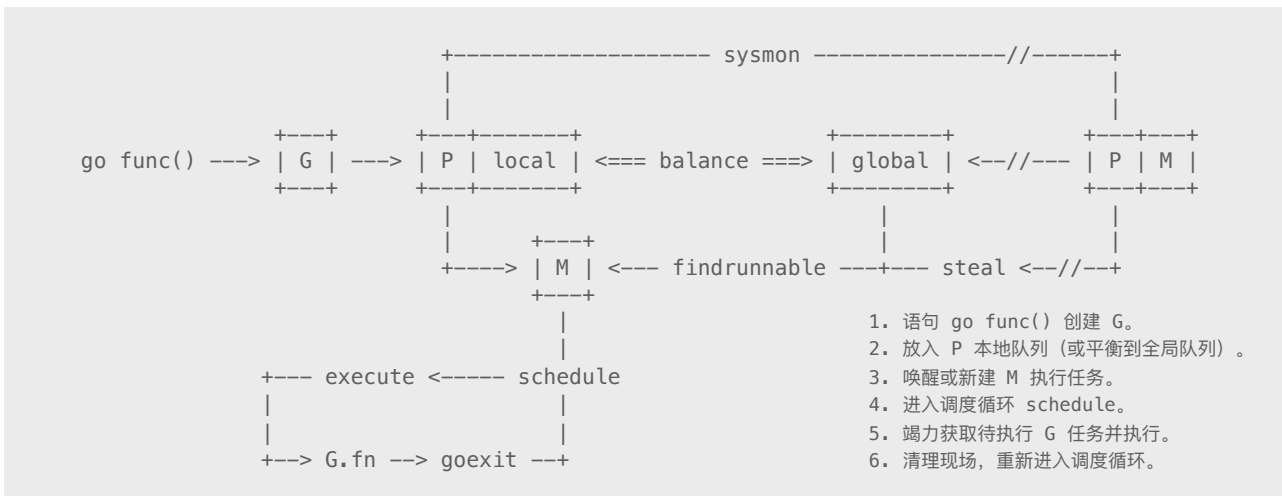 +-------------------- sysmon ---------------//------+
|                                                   |
|                                                   |
+---+      +---+-------+                    +--------+          +---+---+
go func() ---> | G | ---> | P | local | <=== balance ===> | global | <--//--- | P | M |
+---+      +---+-------+                    +--------+          +---+---+
|                                 |                 |
|      +---+                      |                 |
+----> | M | <--- findrunnable ---+--- steal <--//--+
+---+
|
1. 语句 go func() 创建 G。
|
2. 放入 P 本地队列（或平衡到全局队列）。
+--- execute <----- schedule
3. 唤醒或新建 M 执行任务。
|                      |
4. 进入调度循环 schedule。
|                      |
5. 竭力获取待执行 G 任务并执行。
+--> G.fn --> goexit --+
6. 清理现场，重新进入调度循环。